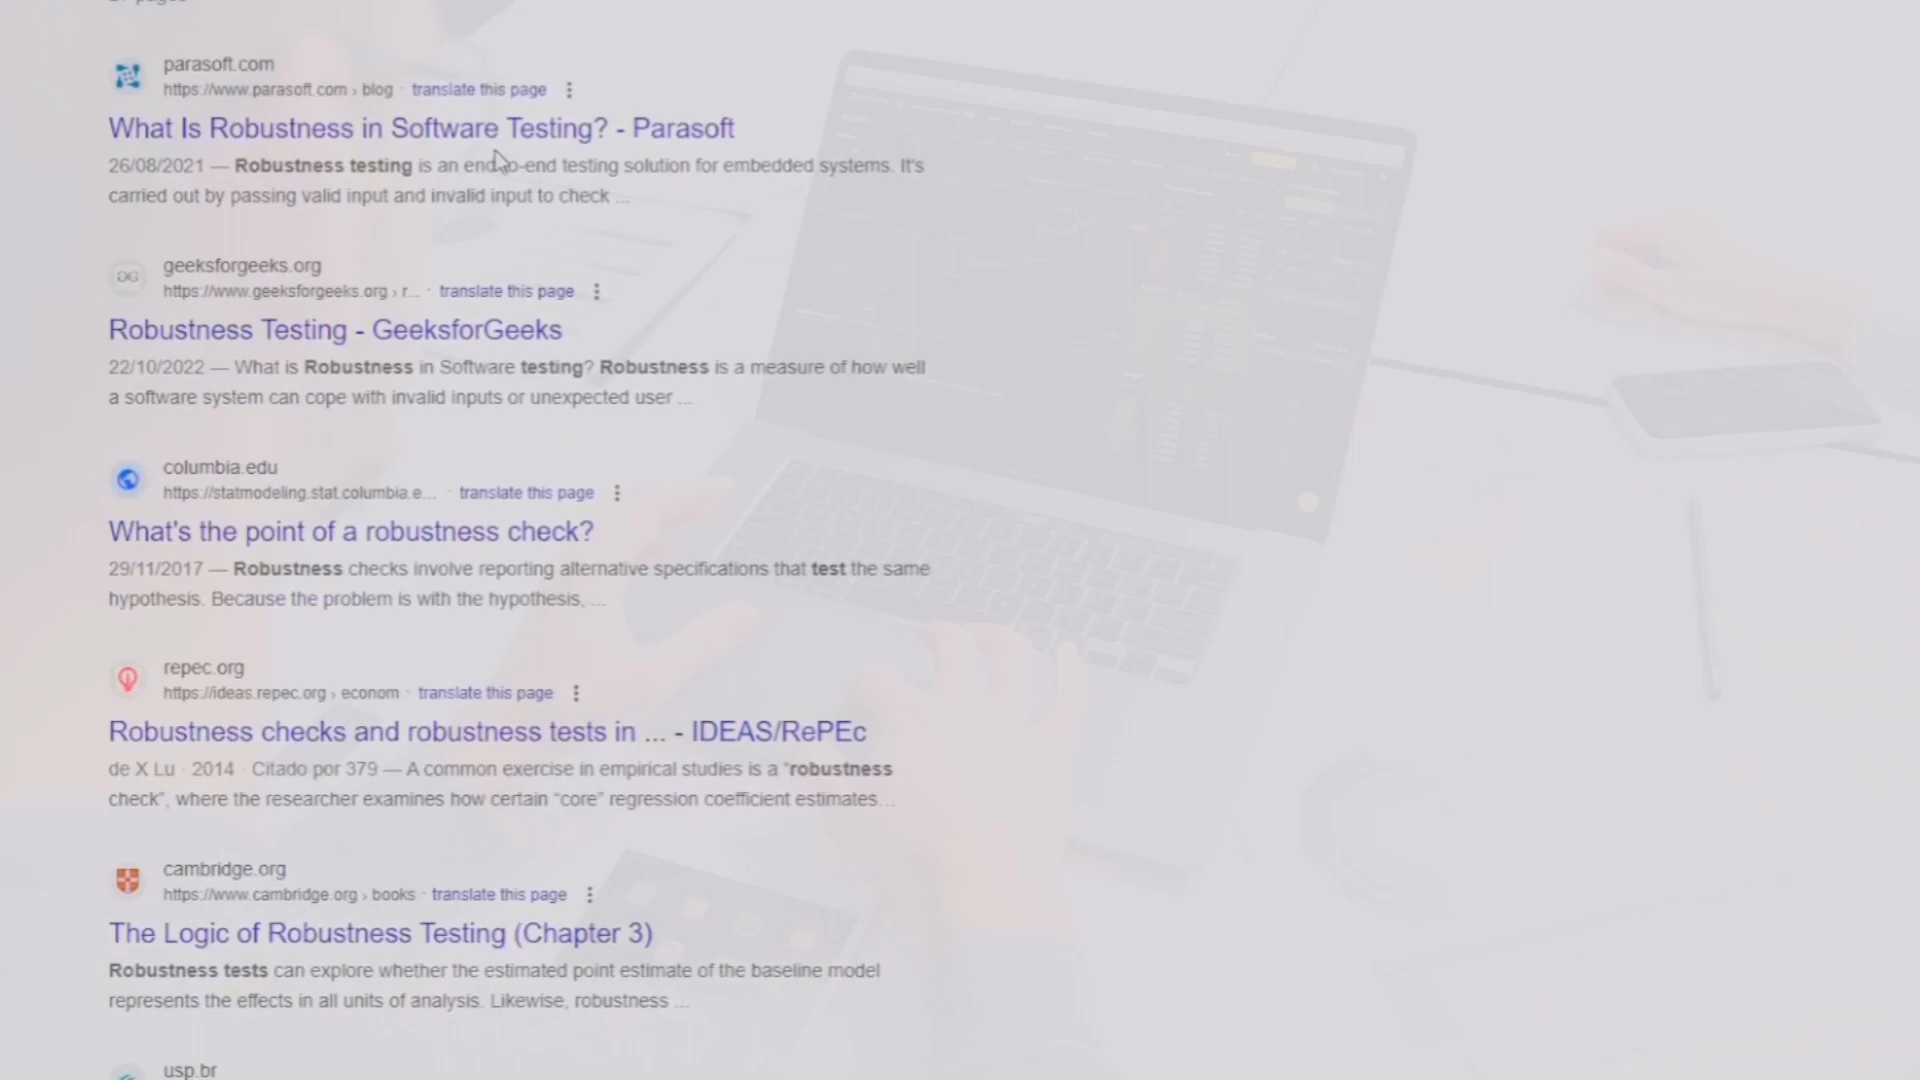 parasoft.com
https://www.parasoft.com › blog · translate this page
What Is Robustness in Software Testing? - Parasoft
26/08/2021 — Robustness testing is an end-to-end testing solution for embedded systems. It's
carried out by passing valid input and invalid input to check ...
geeksforgeeks.org
https://www.geeksforgeeks.org › r... · translate this page
Robustness Testing - GeeksforGeeks
22/10/2022 — What is Robustness in Software testing? Robustness is a measure of how well
a software system can cope with invalid inputs or unexpected user ...
columbia.edu
https://statmodeling.stat.columbia.e... · translate this page
What's the point of a robustness check?
29/11/2017 — Robustness checks involve reporting alternative specifications that test the same
hypothesis. Because the problem is with the hypothesis, ...
repec.org
https://ideas.repec.org › econom · translate this page
Robustness checks and robustness tests in ... - IDEAS/RePEc
de X Lu · 2014 · Citado por 379 — A common exercise in empirical studies is a “robustness
check”, where the researcher examines how certain “core” regression coefficient estimates...
cambridge.org
https://www.cambridge.org › books · translate this page
The Logic of Robustness Testing (Chapter 3)
Robustness tests can explore whether the estimated point estimate of the baseline model
represents the effects in all units of analysis. Likewise, robustness ...
usp.br